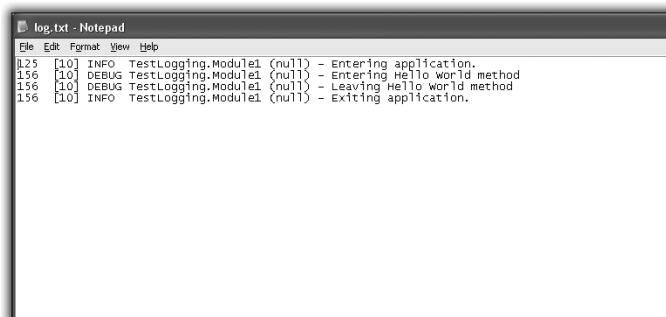 log.txt - Notepad
File Edit Format View Help
125 [10] INFO TestLogging.Module1 (null) - Entering application.
156 [10] DEBUG TestLogging.Module1 (null) - Entering Hello World method
156 [10] DEBUG TestLogging.Module1 (null) - Leaving Hello World method
156 [10] INFO TestLogging.Module1 (null) - Exiting application.